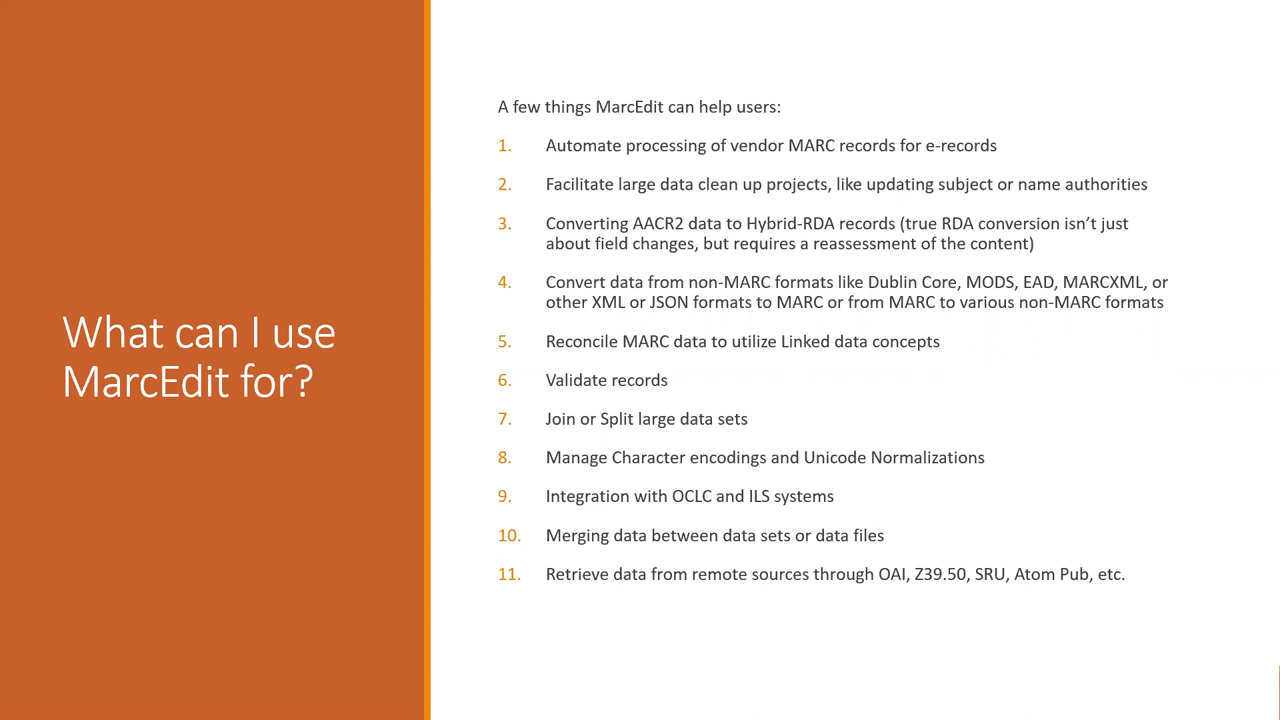 What can I use
MarcEdit for?
A few things MarcEdit can help users:
1. Automate processing of vendor MARC records for e-records
2. Facilitate large data clean up projects, like updating subject or name authorities
3. Converting AACR2 data to Hybrid-RDA records (true RDA conversion isn’t just
about field changes, but requires a reassessment of the content)
4. Convert data from non-MARC formats like Dublin Core, MODS, EAD, MARCXML, or
other XML or JSON formats to MARC or from MARC to various non-MARC formats
5. Reconcile MARC data to utilize Linked data concepts
6. Validate records
7. Join or Split large data sets
8. Manage Character encodings and Unicode Normalizations
9. Integration with OCLC and ILS systems
10. Merging data between data sets or data files
11. Retrieve data from remote sources through OAI, Z39.50, SRU, Atom Pub, etc.